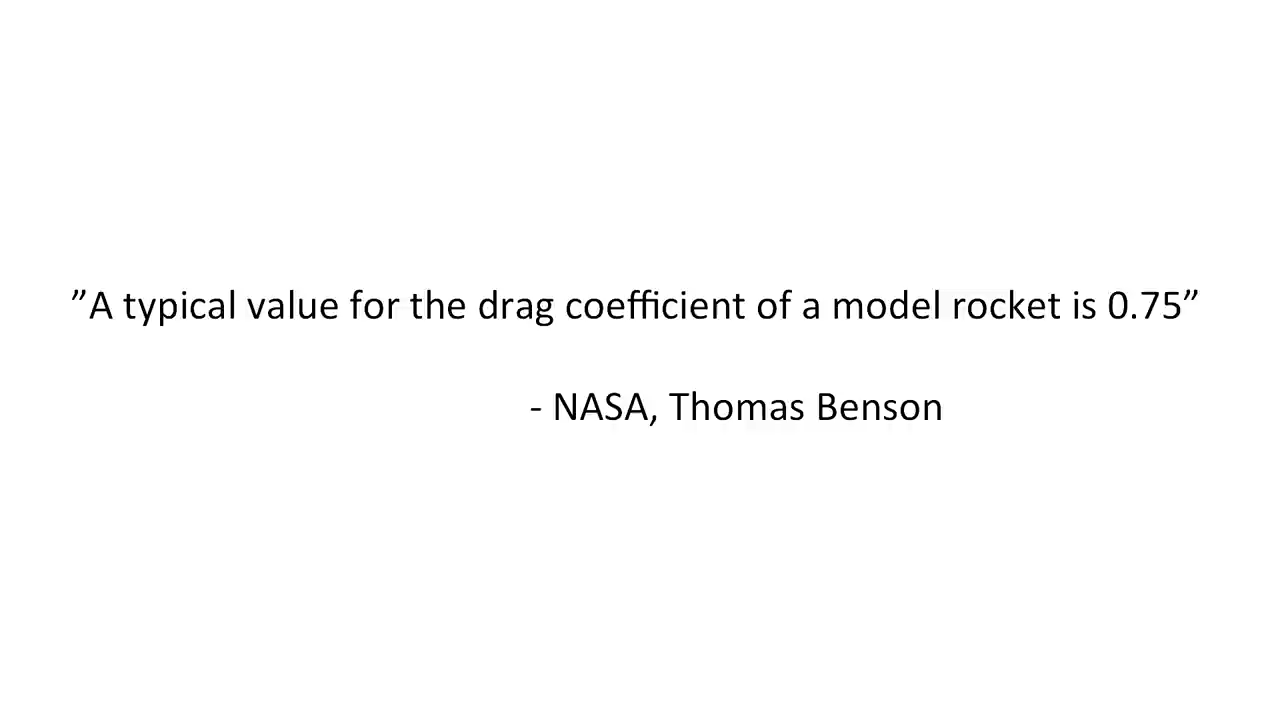 ”A typical value for the drag coefficient of a model rocket is 0.75”
- NASA, Thomas Benson